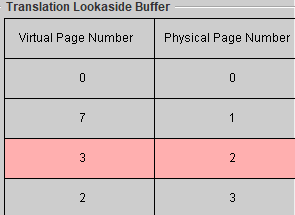 Translation Lookaside Buffer
Virtual Page Number Physical Page Number
0 0
7 1
3 2
2 3